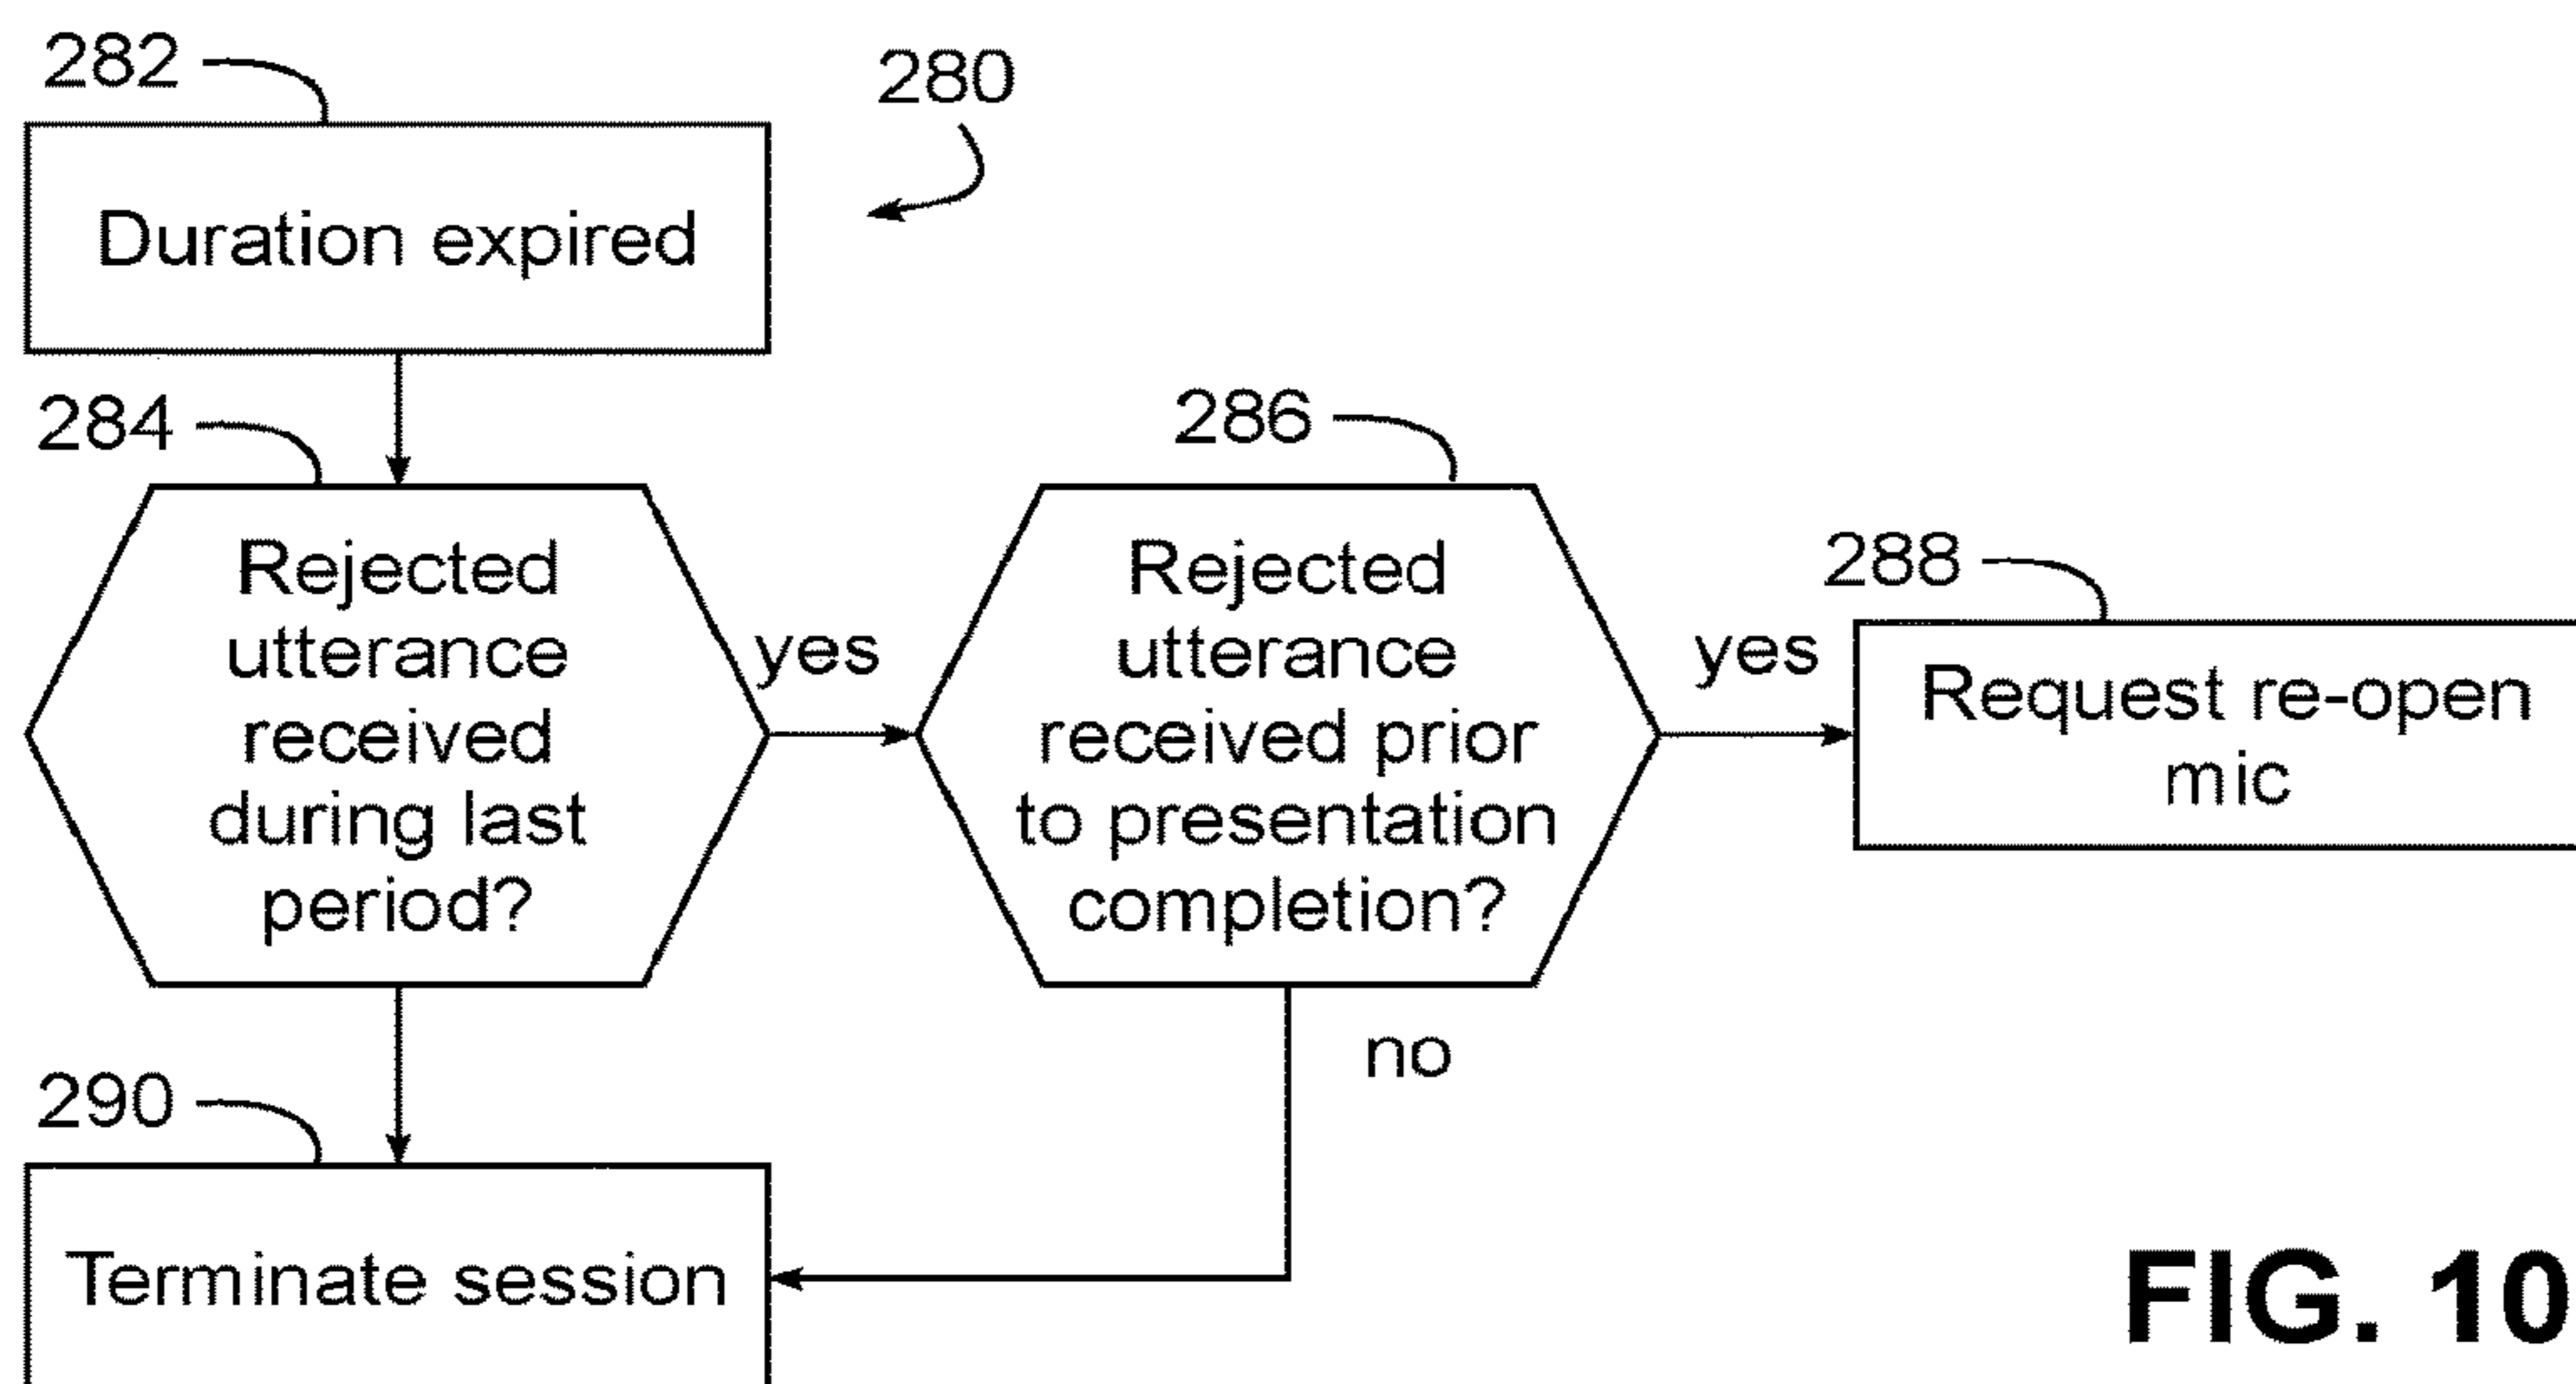 282
280
Duration expired
284
286
Rejected
utterance
received
during last
period?
yes
Rejected
utterance
received prior
to presentation
completion?
yes
288
Request re-open
mic
no
290
Terminate session
FIG. 10